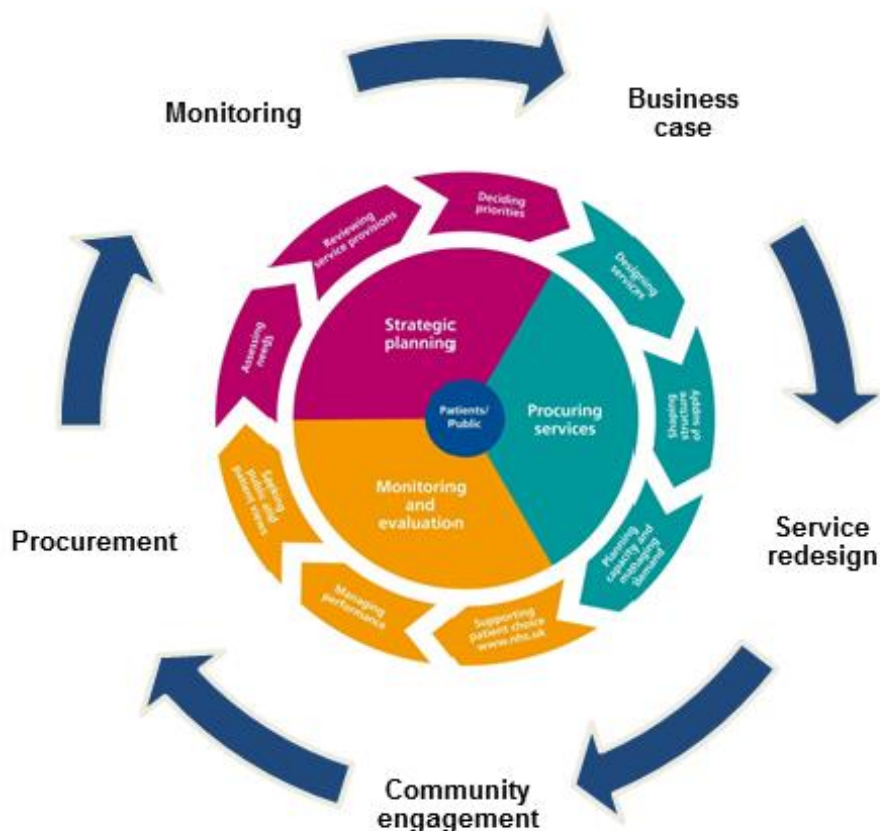 Monitoring
Business
case
Service
redesign
Community
engagement
Procurement
Deciding
priorities
Designing
services
Shaping
structure
of supply
Planning
capacity and
managing
demand
Supporting
patient choice
www.nhs.uk
Managing
performance
Seeking
public and
patient views
Assessing
needs
Reviewing
service provisions
Strategic
planning
Procuring
services
Monitoring and
evaluation
Patients/
Public